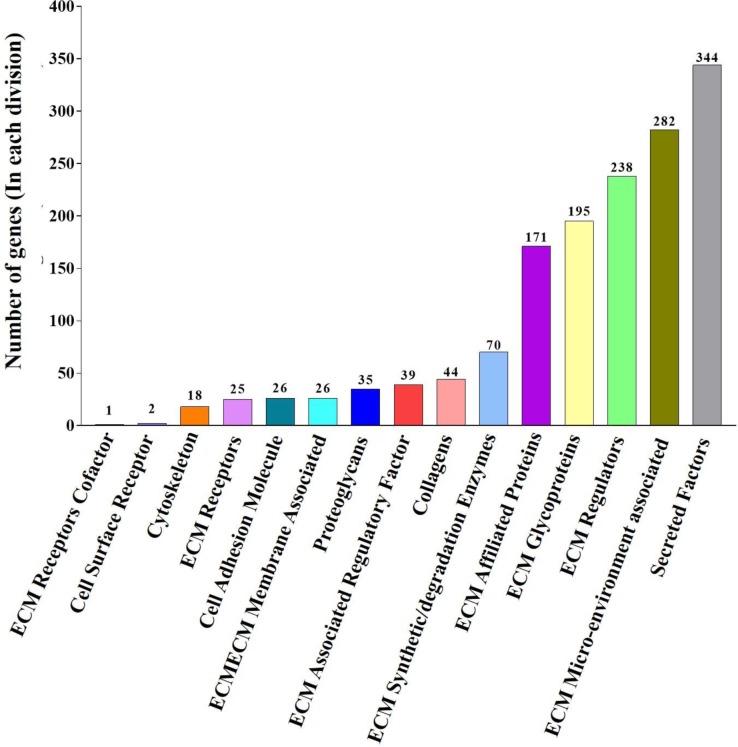 Number of genes (In each division)
400
350
300
250
200
150
100
50
0
1
2
18
25
26
26
35
39
44
70
171
195
238
282
344
ECM Receptors Cofactor
Cell Surface Receptor
Cytoskeleton
ECM Receptors
Cell Adhesion Molecule
ECMECM Membrane Associated
Proteoglycans
ECM Associated Regulatory Factor
Collagens
ECM Synthetic/degradation Enzymes
ECM Affiliated Proteins
ECM Glycoproteins
ECM Regulators
ECM Micro-environment associated
Secreted Factors